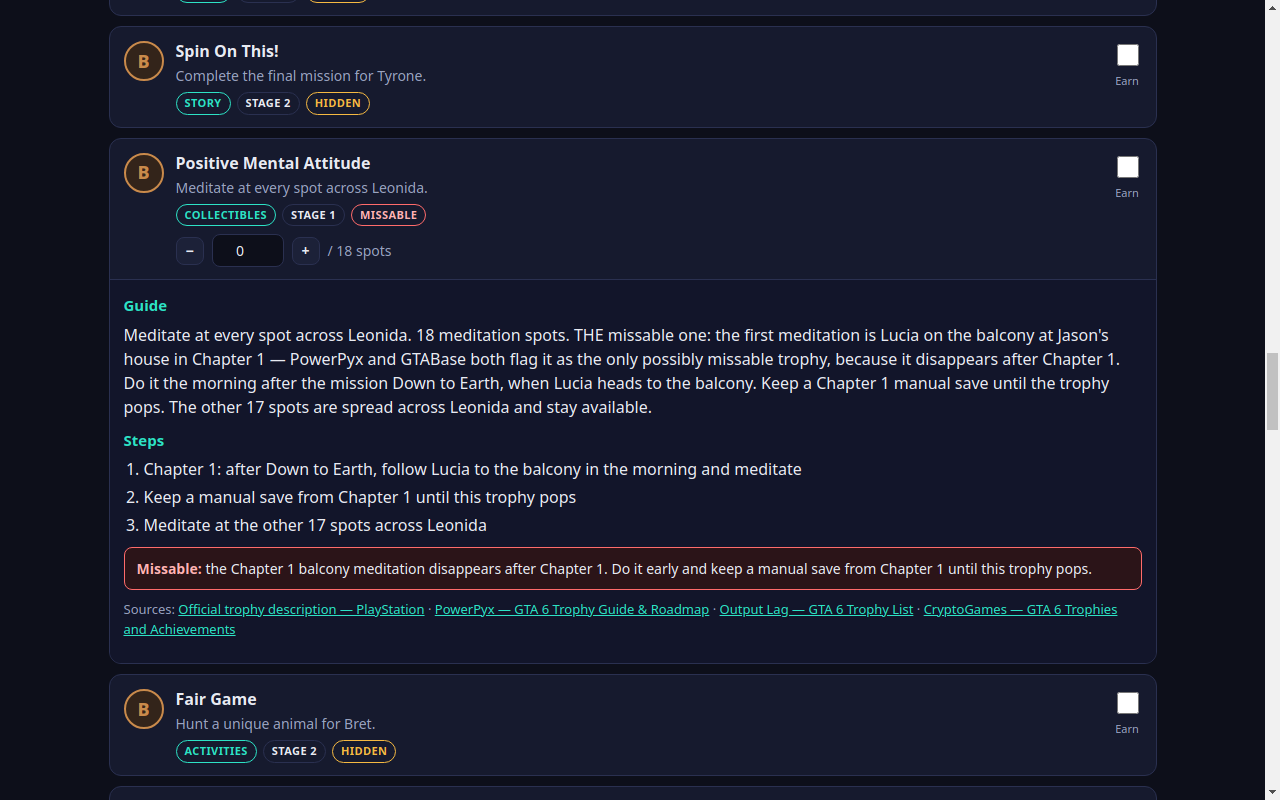 B
Spin On This!
Complete the final mission for Tyrone.
STORY STAGE 2 HIDDEN
Earn
B
Positive Mental Attitude
Meditate at every spot across Leonida.
COLLECTIBLES STAGE 1 MISSABLE
− 0 + / 18 spots
Earn
Guide
Meditate at every spot across Leonida. 18 meditation spots. THE missable one: the first meditation is Lucia on the balcony at Jason's
house in Chapter 1 — PowerPyx and GTABase both flag it as the only possibly missable trophy, because it disappears after Chapter 1.
Do it the morning after the mission Down to Earth, when Lucia heads to the balcony. Keep a Chapter 1 manual save until the trophy
pops. The other 17 spots are spread across Leonida and stay available.
Steps
1. Chapter 1: after Down to Earth, follow Lucia to the balcony in the morning and meditate
2. Keep a manual save from Chapter 1 until this trophy pops
3. Meditate at the other 17 spots across Leonida
Missable: the Chapter 1 balcony meditation disappears after Chapter 1. Do it early and keep a manual save from Chapter 1 until this trophy pops.
Sources: Official trophy description — PlayStation · PowerPyx — GTA 6 Trophy Guide & Roadmap · Output Lag — GTA 6 Trophy List · CryptoGames — GTA 6 Trophies
and Achievements
B
Fair Game
Hunt a unique animal for Bret.
ACTIVITIES STAGE 2 HIDDEN
Earn